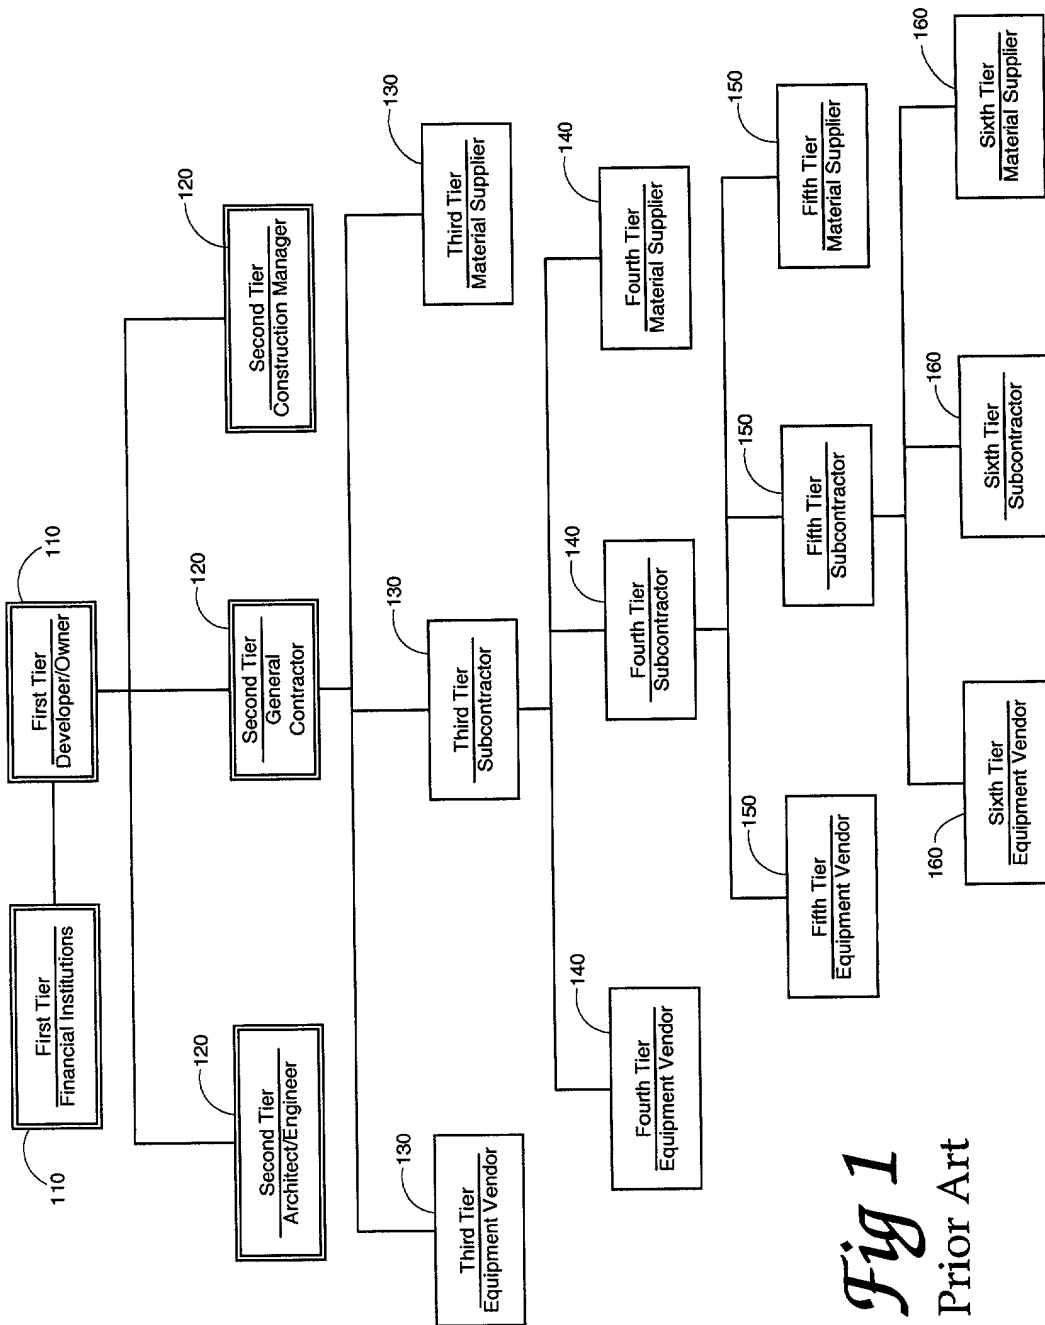 110
First Tier
Financial Institutions
First Tier
Developer/Owner
110
120
Second Tier
Architect/Engineer
120
Second Tier
General
Contractor
120
Second Tier
Construction Manager
130
Third Tier
Equipment Vendor
130
Third Tier
Subcontractor
130
Third Tier
Material Supplier
140
Fourth Tier
Equipment Vendor
140
Fourth Tier
Subcontractor
140
Fourth Tier
Material Supplier
150
Fifth Tier
Equipment Vendor
150
Fifth Tier
Subcontractor
150
Fifth Tier
Material Supplier
160
Sixth Tier
Equipment Vendor
160
Sixth Tier
Subcontractor
160
Sixth Tier
Material Supplier
Fig 1
Prior Art